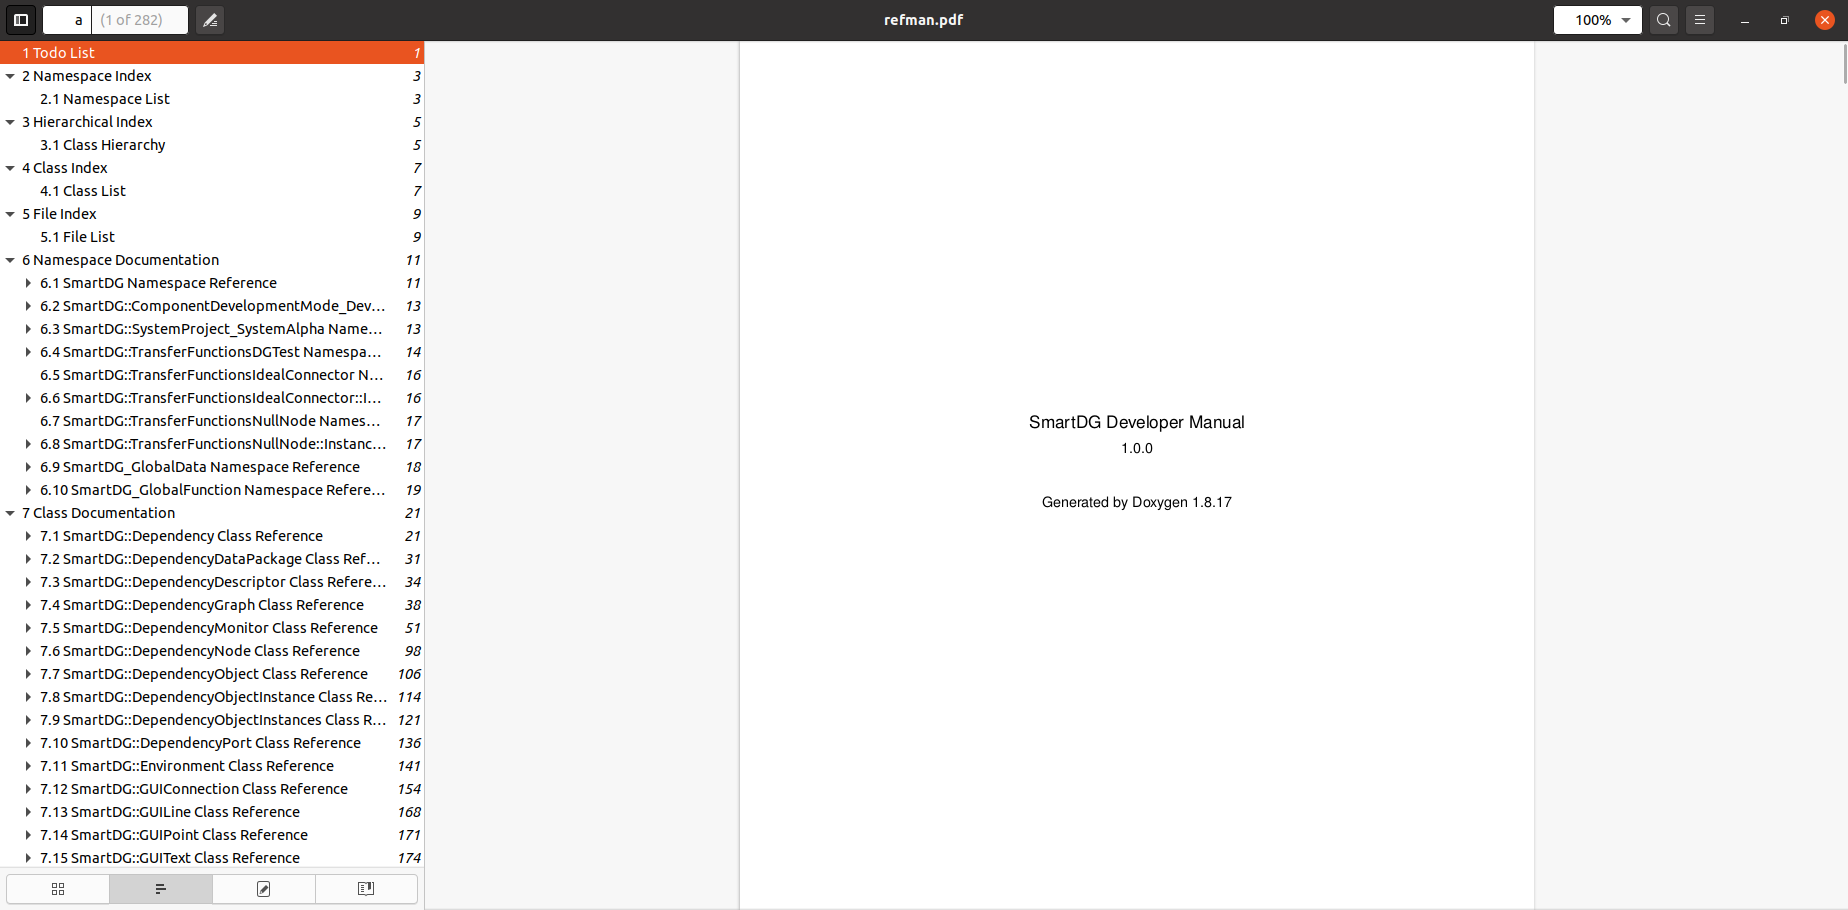 a (1 of 282) refman.pdf 100%
1 Todo List 1
2 Namespace Index 3
2.1 Namespace List 3
3 Hierarchical Index 5
3.1 Class Hierarchy 5
4 Class Index 7
4.1 Class List 7
5 File Index 9
5.1 File List 9
6 Namespace Documentation 11
6.1 SmartDG Namespace Reference 11
6.2 SmartDG::ComponentDevelopmentMode_Dev... 13
6.3 SmartDG::SystemProject_SystemAlpha Name... 13
6.4 SmartDG::TransferFunctionsDGTest Namespa... 14
6.5 SmartDG::TransferFunctionsIdealConnector N... 16
6.6 SmartDG::TransferFunctionsIdealConnector::I... 16
6.7 SmartDG::TransferFunctionsNullNode Names... 17
6.8 SmartDG::TransferFunctionsNullNode::Instanc... 17
6.9 SmartDG_GlobalData Namespace Reference 18
6.10 SmartDG_GlobalFunction Namespace Refere... 19
7 Class Documentation 21
7.1 SmartDG::Dependency Class Reference 21
7.2 SmartDG::DependencyDataPackage Class Ref... 31
7.3 SmartDG::DependencyDescriptor Class Refere... 34
7.4 SmartDG::DependencyGraph Class Reference 38
7.5 SmartDG::DependencyMonitor Class Reference 51
7.6 SmartDG::DependencyNode Class Reference 98
7.7 SmartDG::DependencyObject Class Reference 106
7.8 SmartDG::DependencyObjectInstance Class Re... 114
7.9 SmartDG::DependencyObjectInstances Class R... 121
7.10 SmartDG::DependencyPort Class Reference 136
7.11 SmartDG::Environment Class Reference 141
7.12 SmartDG::GUIConnection Class Reference 154
7.13 SmartDG::GUILine Class Reference 168
7.14 SmartDG::GUIPoint Class Reference 171
7.15 SmartDG::GUIText Class Reference 174
SmartDG Developer Manual
1.0.0
Generated by Doxygen 1.8.17